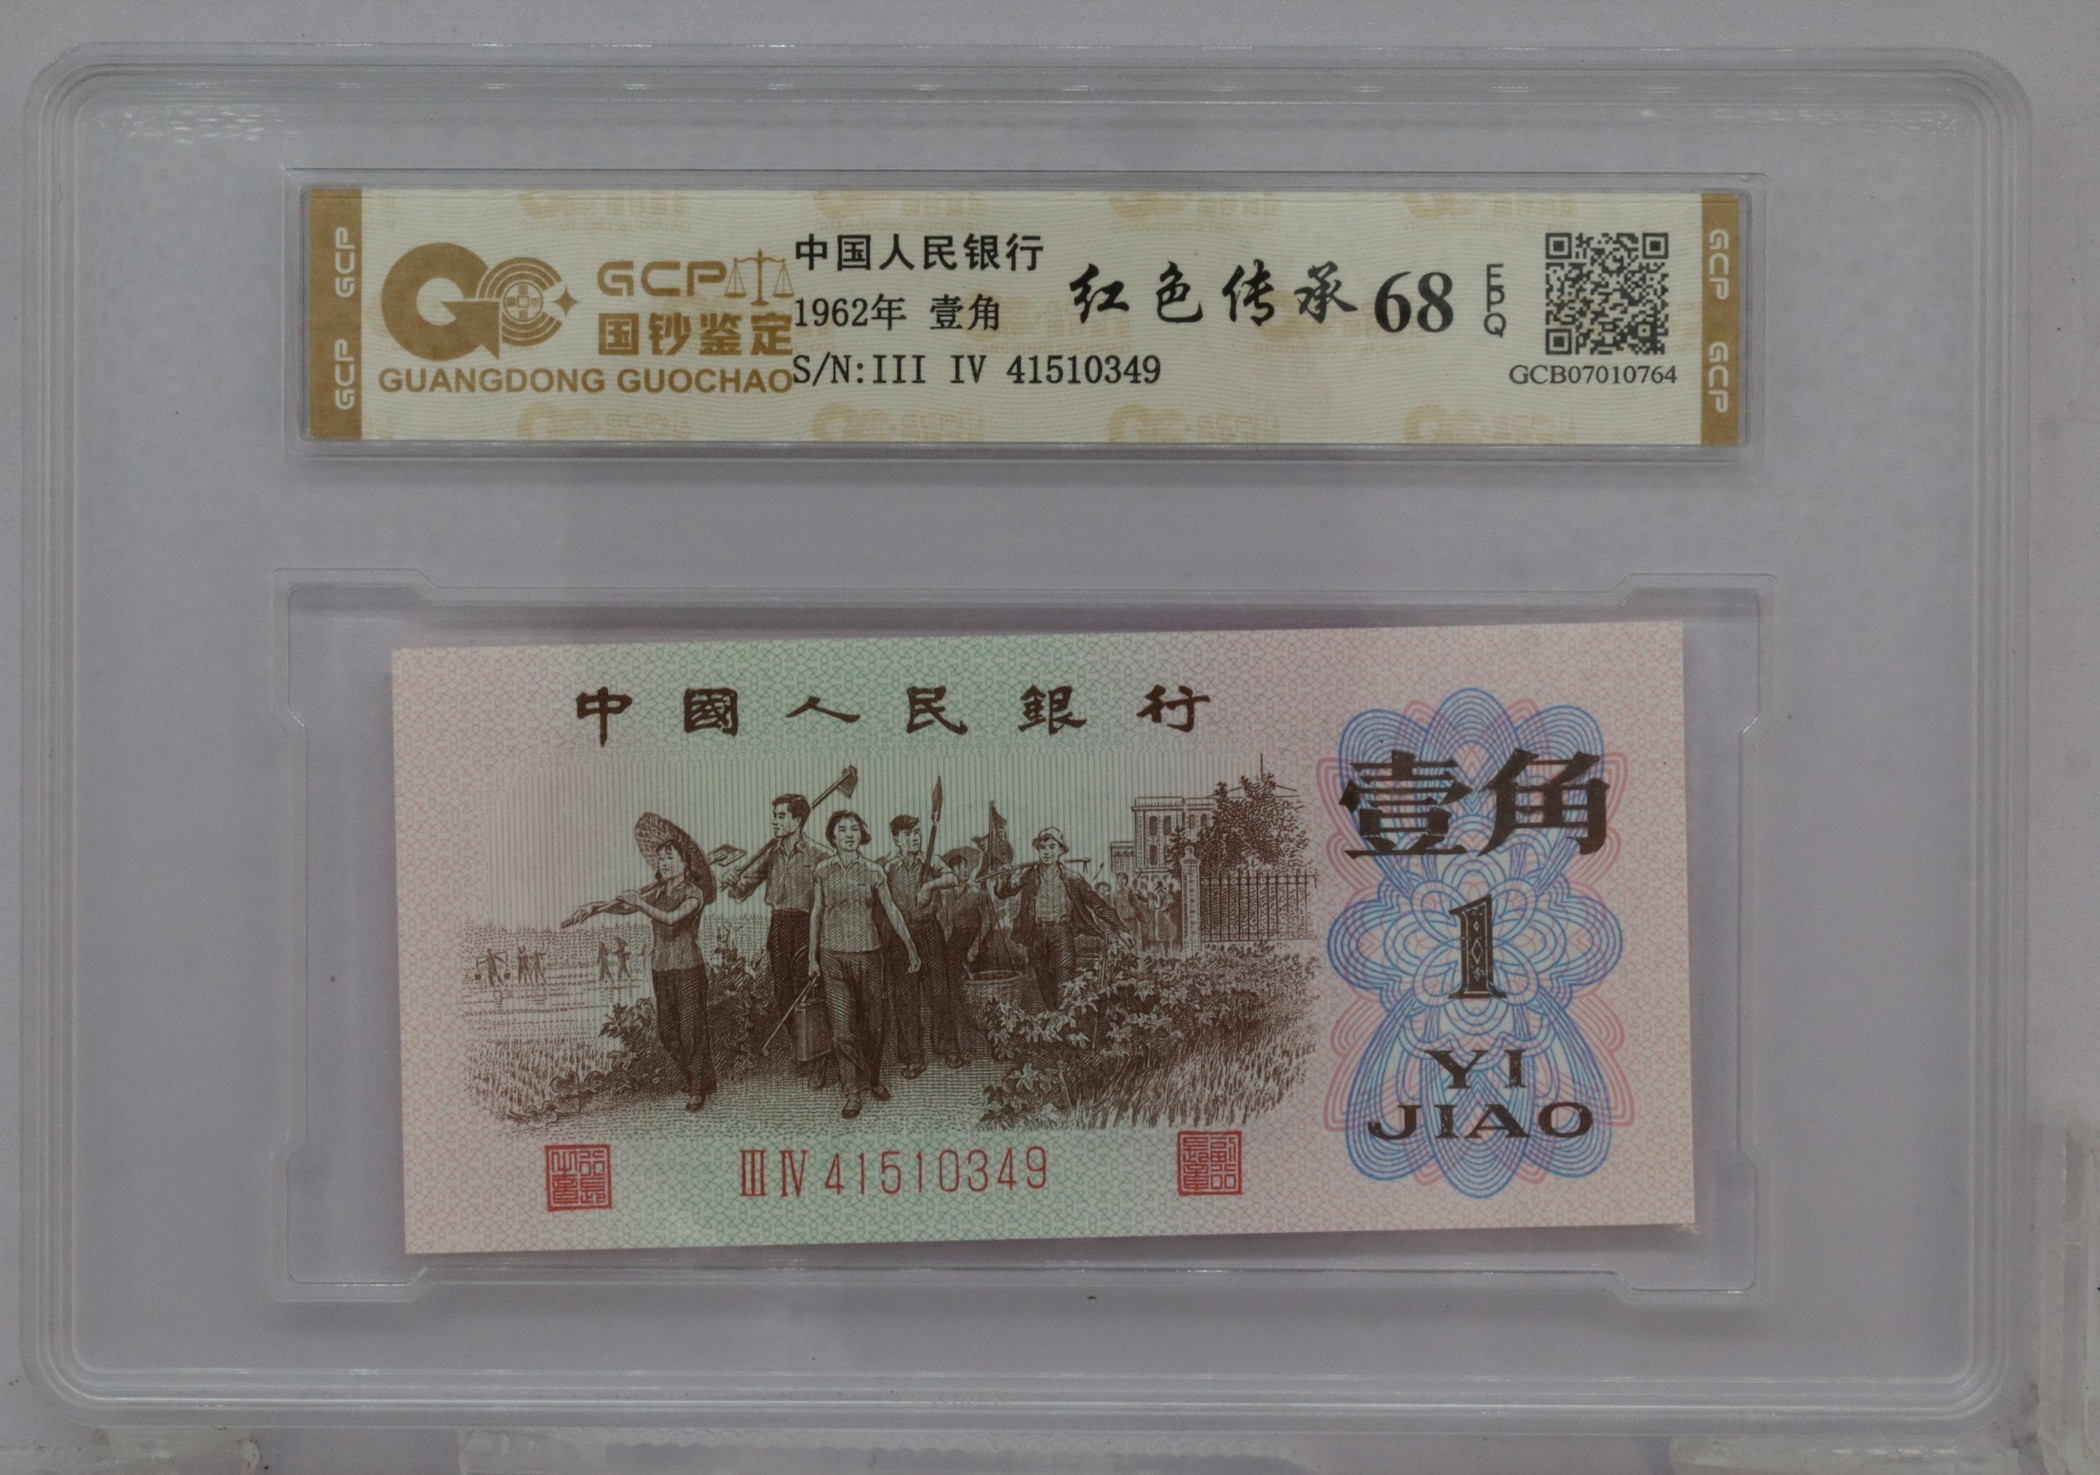 GCP
GCP
GCP
国钞鉴定
GUANGDONG GUOCHAO
中国人民银行
1962年 壹角
S/N:III IV 41510349
红色传承 68 EPQ
GCB07010764
GCP
GCP
中國人民銀行
壹角
1
YI
JIAO
III IV 41510349